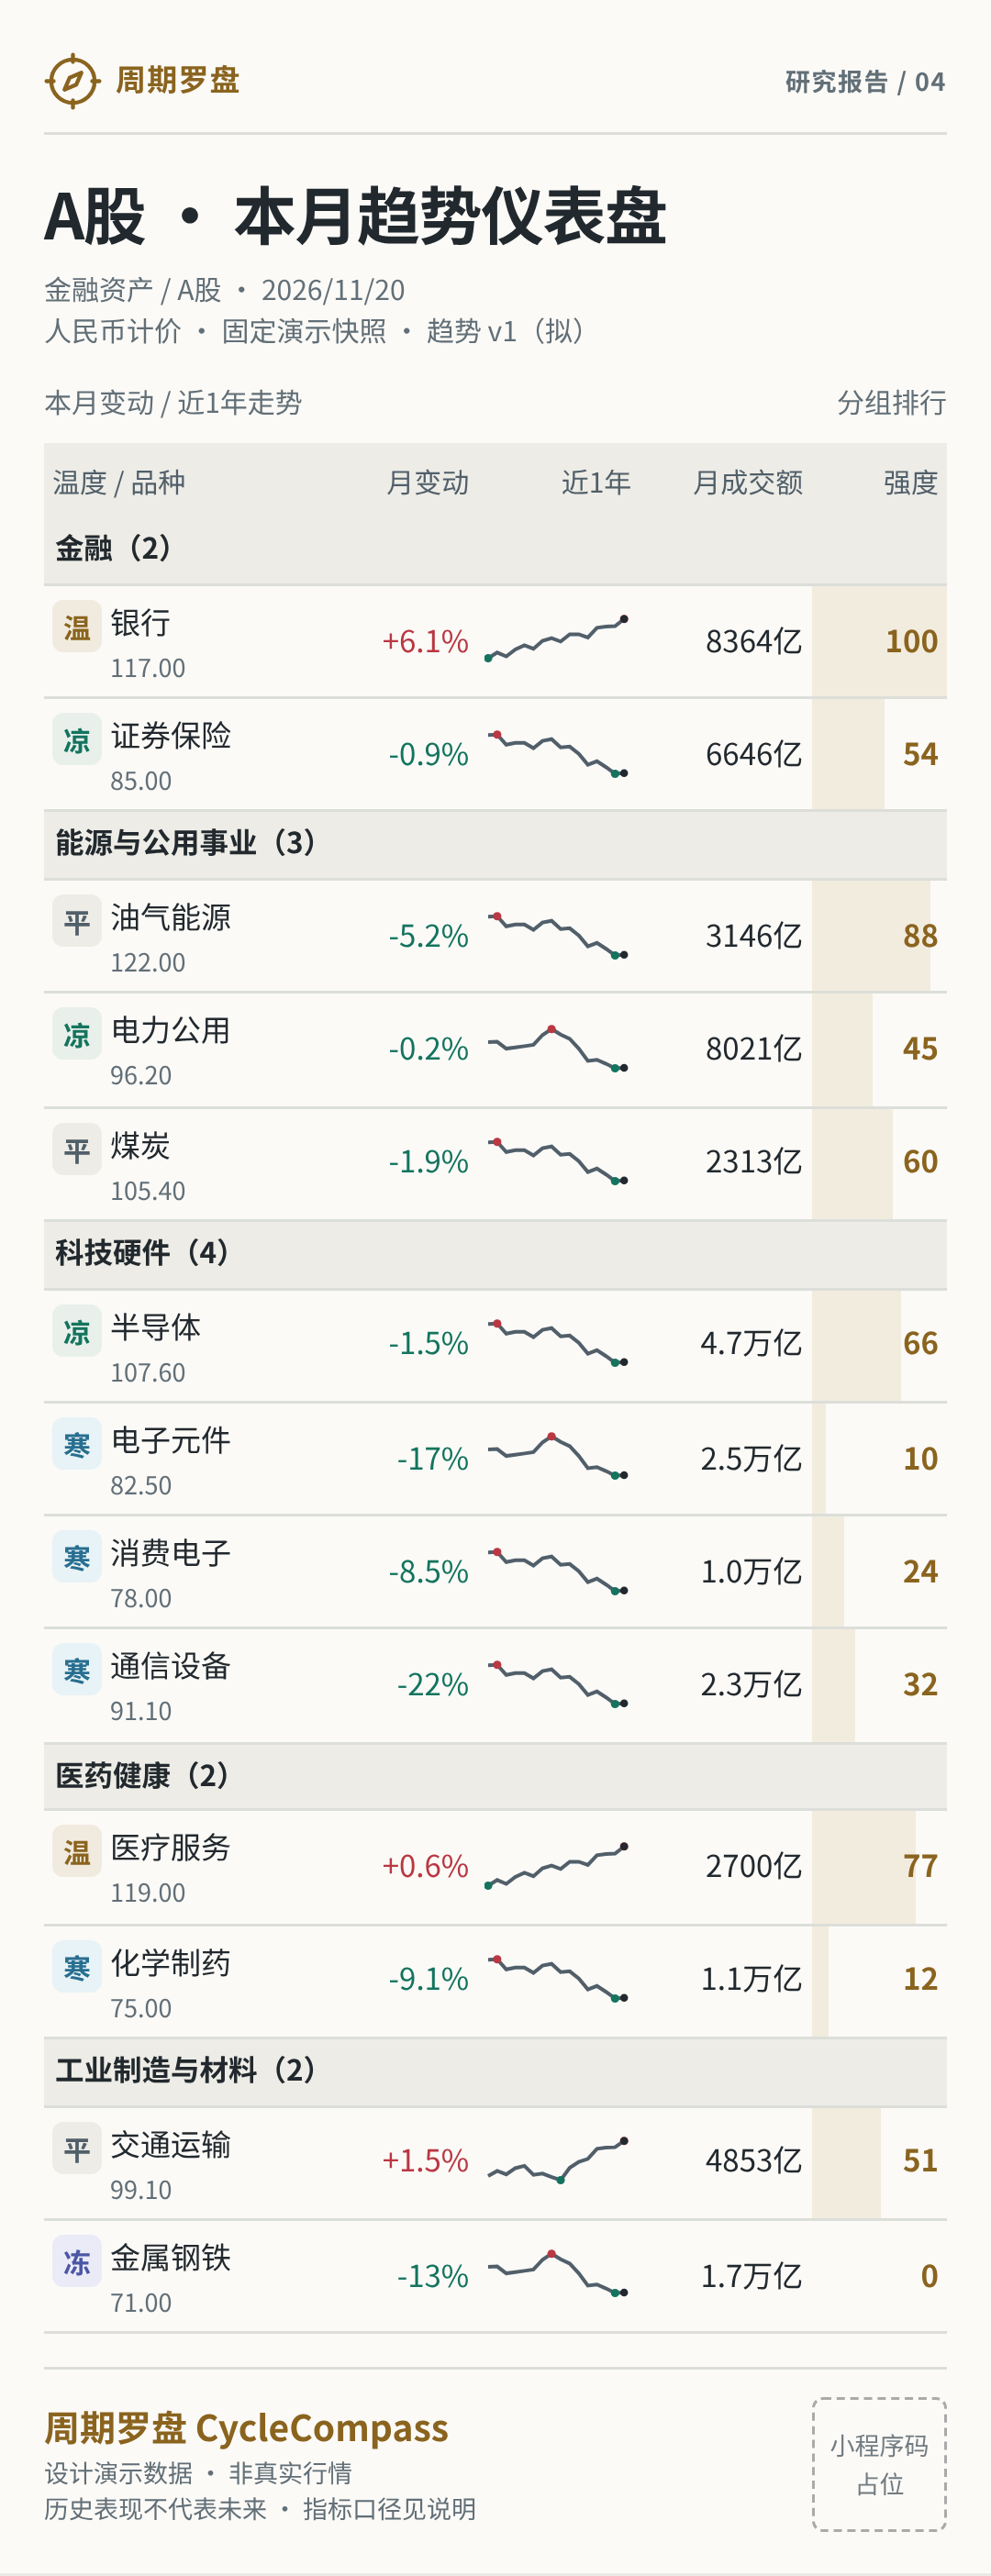 周期罗盘
研究报告 / 04
A股 · 本月趋势仪表盘
金融资产 / A股 · 2026/11/20
人民币计价 · 固定演示快照 · 趋势 v1（拟）
本月变动 / 近1年走势 分组排行
温度 / 品种 月变动 近1年 月成交额 强度
金融（2）
温 银行 +6.1% 8364亿 100
117.00
凉 证券保险 -0.9% 6646亿 54
85.00
能源与公用事业（3）
平 油气能源 -5.2% 3146亿 88
122.00
凉 电力公用 -0.2% 8021亿 45
96.20
平 煤炭 -1.9% 2313亿 60
105.40
科技硬件（4）
凉 半导体 -1.5% 4.7万亿 66
107.60
寒 电子元件 -17% 2.5万亿 10
82.50
寒 消费电子 -8.5% 1.0万亿 24
78.00
寒 通信设备 -22% 2.3万亿 32
91.10
医药健康（2）
温 医疗服务 +0.6% 2700亿 77
119.00
寒 化学制药 -9.1% 1.1万亿 12
75.00
工业制造与材料（2）
平 交通运输 +1.5% 4853亿 51
99.10
冻 金属钢铁 -13% 1.7万亿 0
71.00
周期罗盘 CycleCompass
设计演示数据 · 非真实行情
历史表现不代表未来 · 指标口径见说明
小程序码
占位